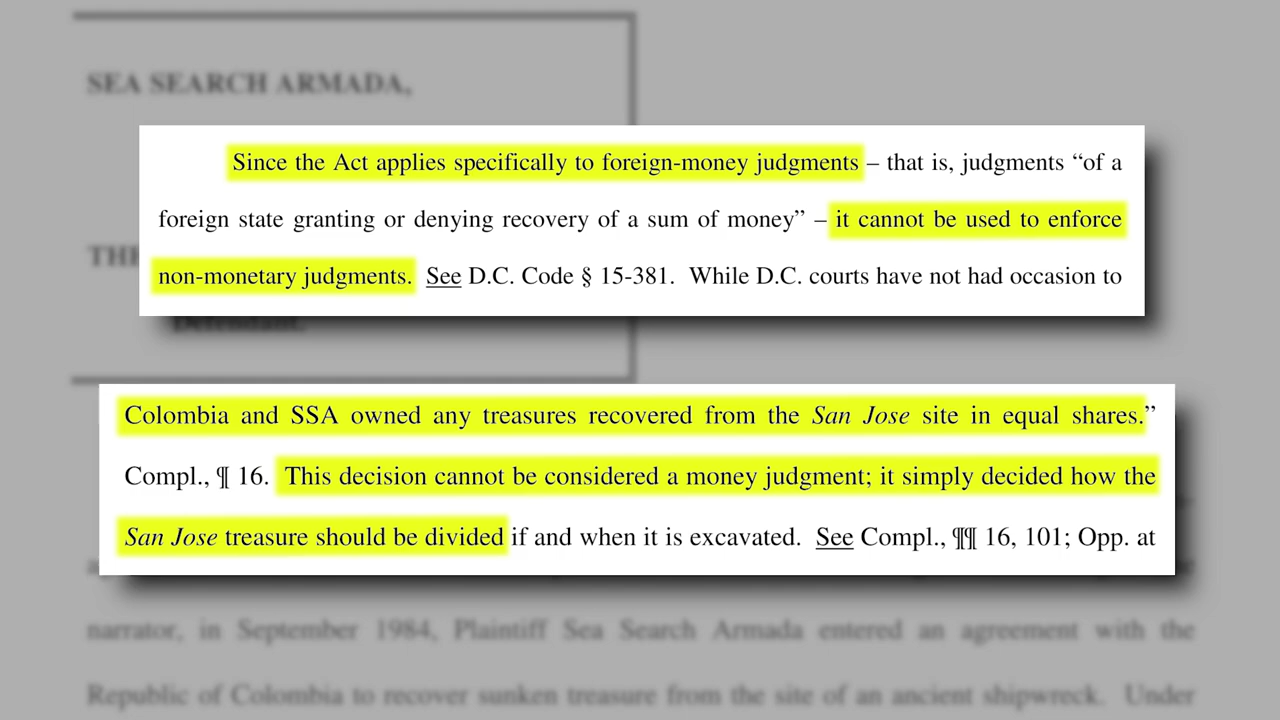 SEA SEARCH ARMADA,
Since the Act applies specifically to foreign-money judgments – that is, judgments “of a
foreign state granting or denying recovery of a sum of money” – it cannot be used to enforce
non-monetary judgments. See D.C. Code § 15-381. While D.C. courts have not had occasion to
Defendant.
Colombia and SSA owned any treasures recovered from the San Jose site in equal shares.”
Compl., ¶ 16. This decision cannot be considered a money judgment; it simply decided how the
San Jose treasure should be divided if and when it is excavated. See Compl., ¶¶ 16, 101; Opp. at
narrator, in September 1984, Plaintiff Sea Search Armada entered an agreement with the
Republic of Colombia to recover sunken treasure from the site of an ancient shipwreck. Under